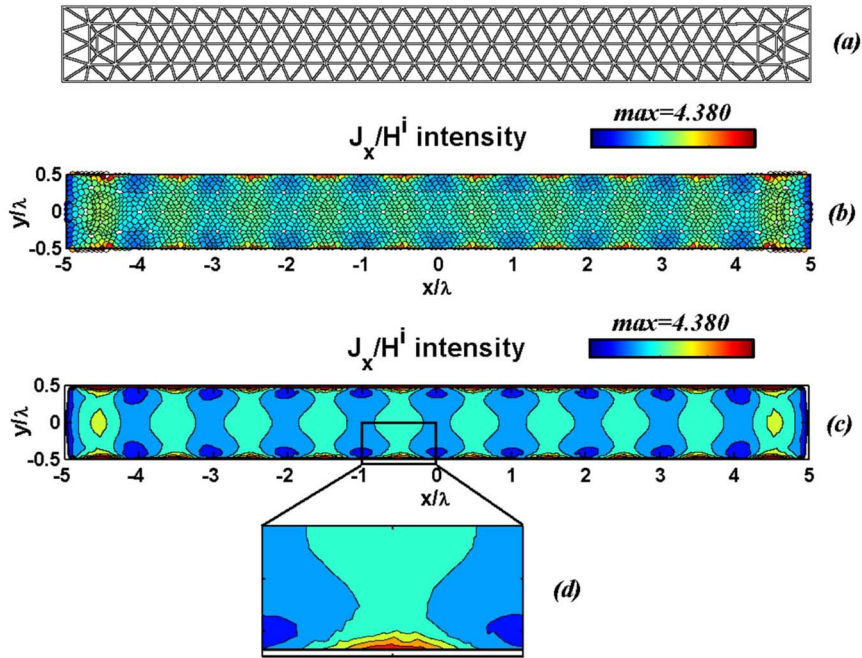 (a)
max=4.380
J_x/H^i intensity
y/λ
0.5
0
-0.5
-5 -4 -3 -2 -1 0 1 2 3 4 5
x/λ
(b)
max=4.380
J_x/H^i intensity
y/λ
0.5
0
-0.5
-5 -4 -3 -2 -1 0 1 2 3 4 5
x/λ
(c)
(d)